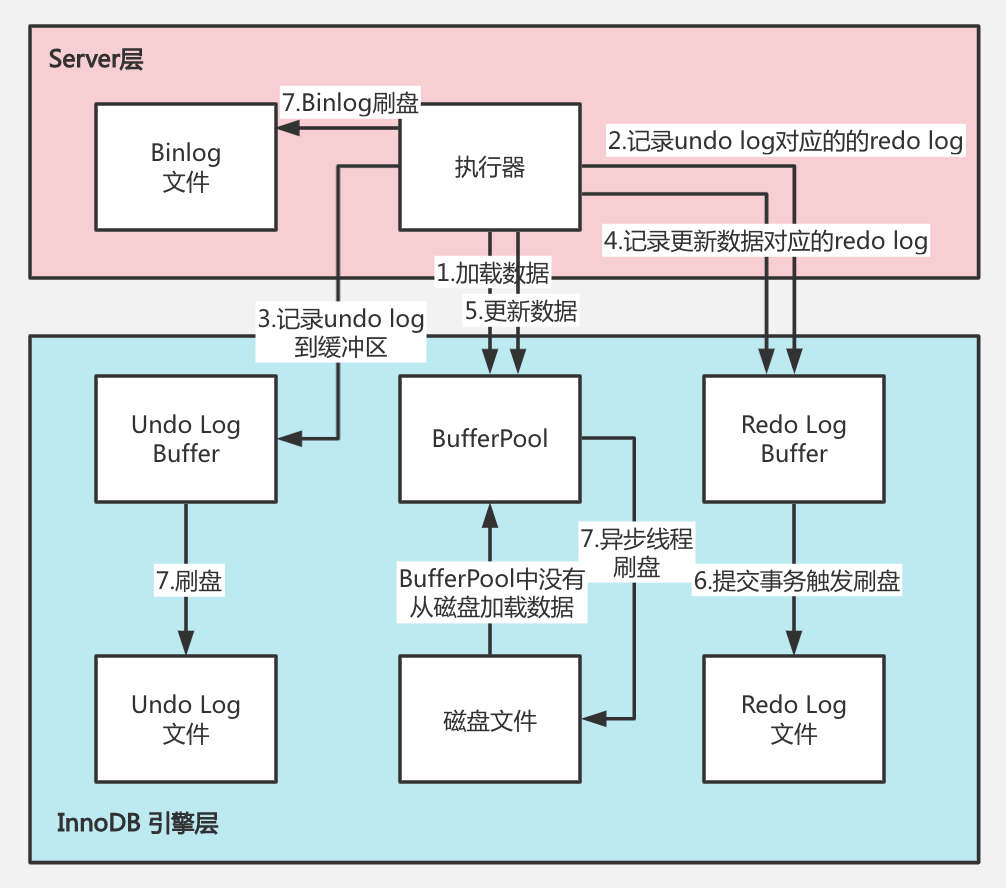 Server层
7.Binlog刷盘
Binlog
文件
执行器
2.记录undo log对应的的redo log
4.记录更新数据对应的redo log
1.加载数据
5.更新数据
3.记录undo log
到缓冲区
Undo Log
Buffer
BufferPool
Redo Log
Buffer
7.刷盘
BufferPool中没有
从磁盘加载数据
7.异步线程
刷盘
6.提交事务触发刷盘
Undo Log
文件
磁盘文件
Redo Log
文件
InnoDB 引擎层